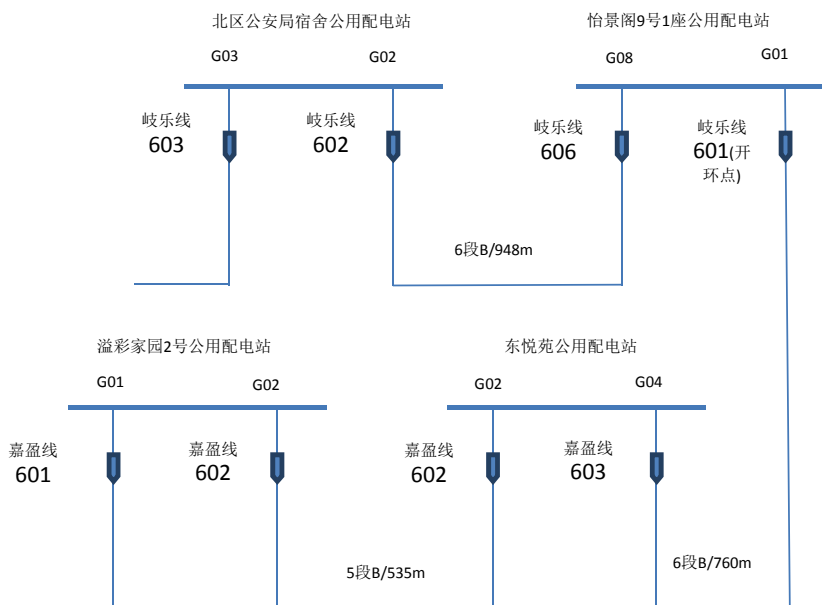 北区公安局宿舍公用配电站
怡景阁9号1座公用配电站
G03
G02
G08
G01
岐乐线
603
岐乐线
602
岐乐线
606
岐乐线
601(开
环点)
6段B/948m
溢彩家园2号公用配电站
东悦苑公用配电站
G01
G02
G02
G04
嘉盈线
601
嘉盈线
602
嘉盈线
602
嘉盈线
603
5段B/535m
6段B/760m